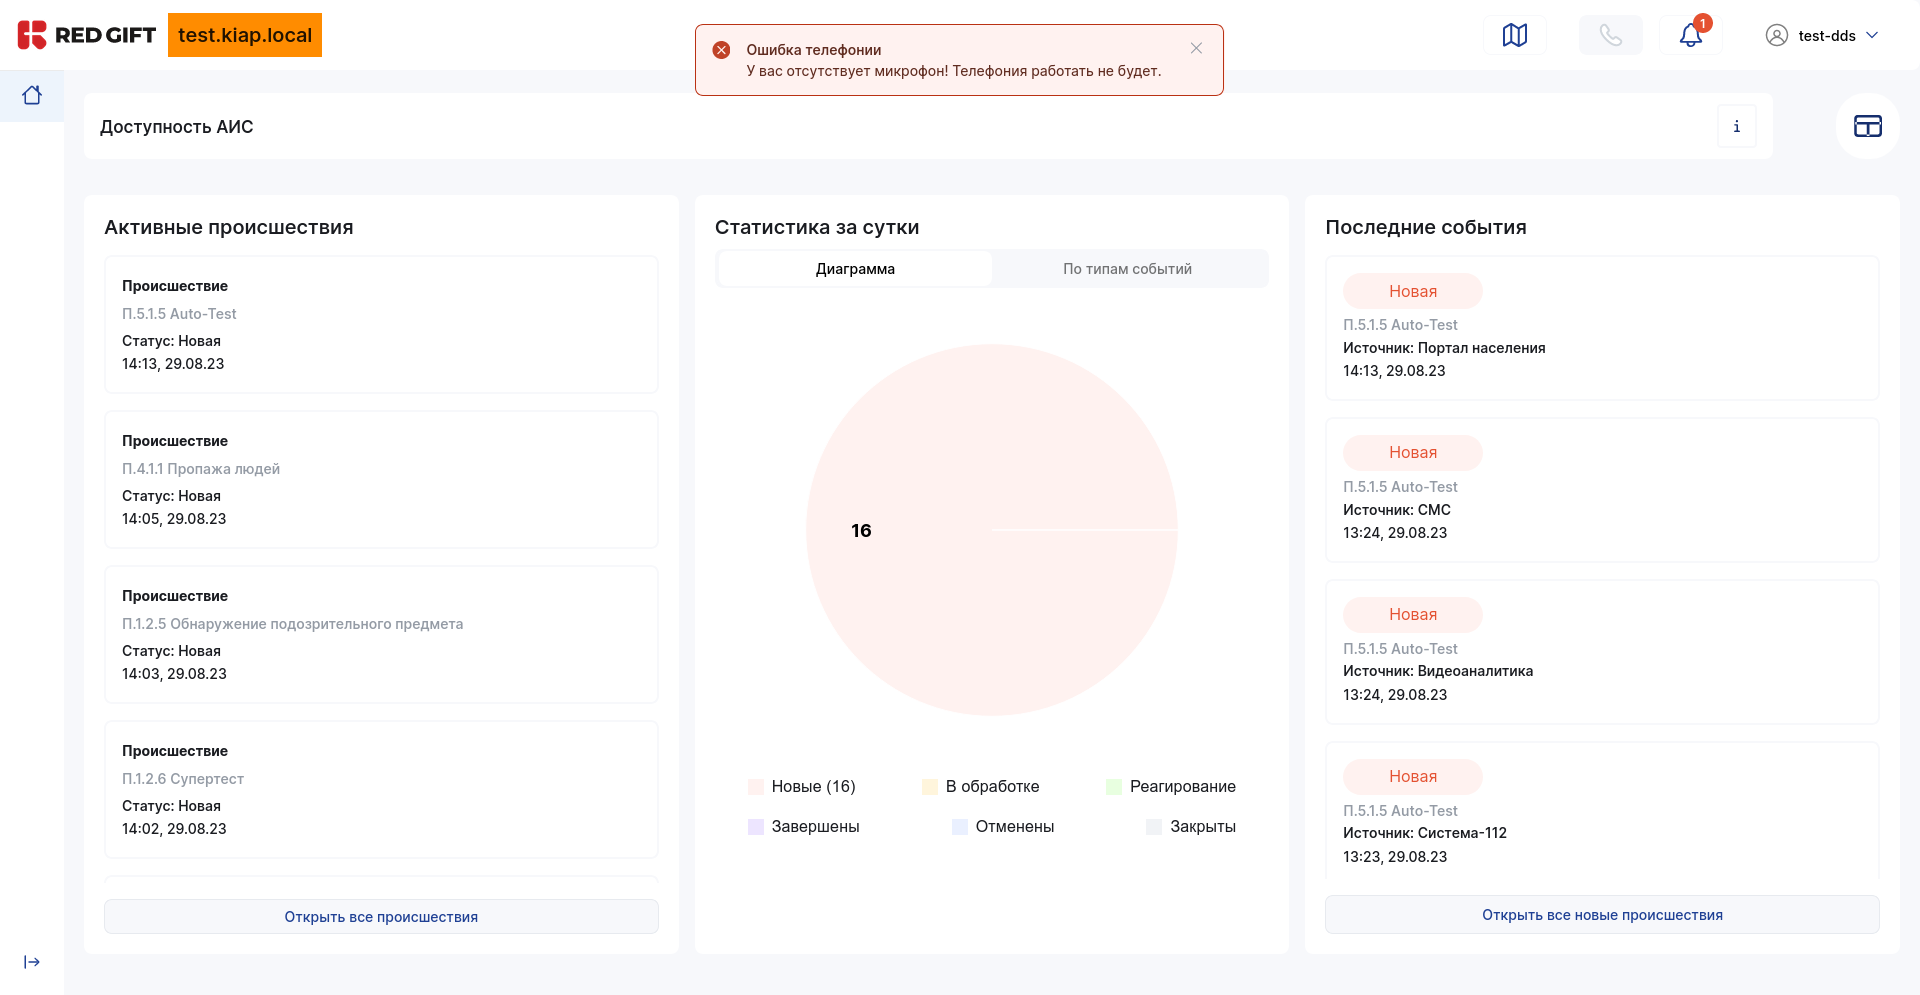 RED GIFT
test.kiap.local
Ошибка телефонии
У вас отсутствует микрофон! Телефония работать не будет.
1
test-dds
Доступность АИС
i
Активные происшествия
Происшествие
П.5.1.5 Auto-Test
Статус: Новая
14:13, 29.08.23
Происшествие
П.4.1.1 Пропажа людей
Статус: Новая
14:05, 29.08.23
Происшествие
П.1.2.5 Обнаружение подозрительного предмета
Статус: Новая
14:03, 29.08.23
Происшествие
П.1.2.6 Супертест
Статус: Новая
14:02, 29.08.23
Открыть все происшествия
Статистика за сутки
Диаграмма
По типам событий
16
Новые (16)
В обработке
Реагирование
Завершены
Отменены
Закрыты
Последние события
Новая
П.5.1.5 Auto-Test
Источник: Портал населения
14:13, 29.08.23
Новая
П.5.1.5 Auto-Test
Источник: СМС
13:24, 29.08.23
Новая
П.5.1.5 Auto-Test
Источник: Видеоаналитика
13:24, 29.08.23
Новая
П.5.1.5 Auto-Test
Источник: Система-112
13:23, 29.08.23
Открыть все новые происшествия